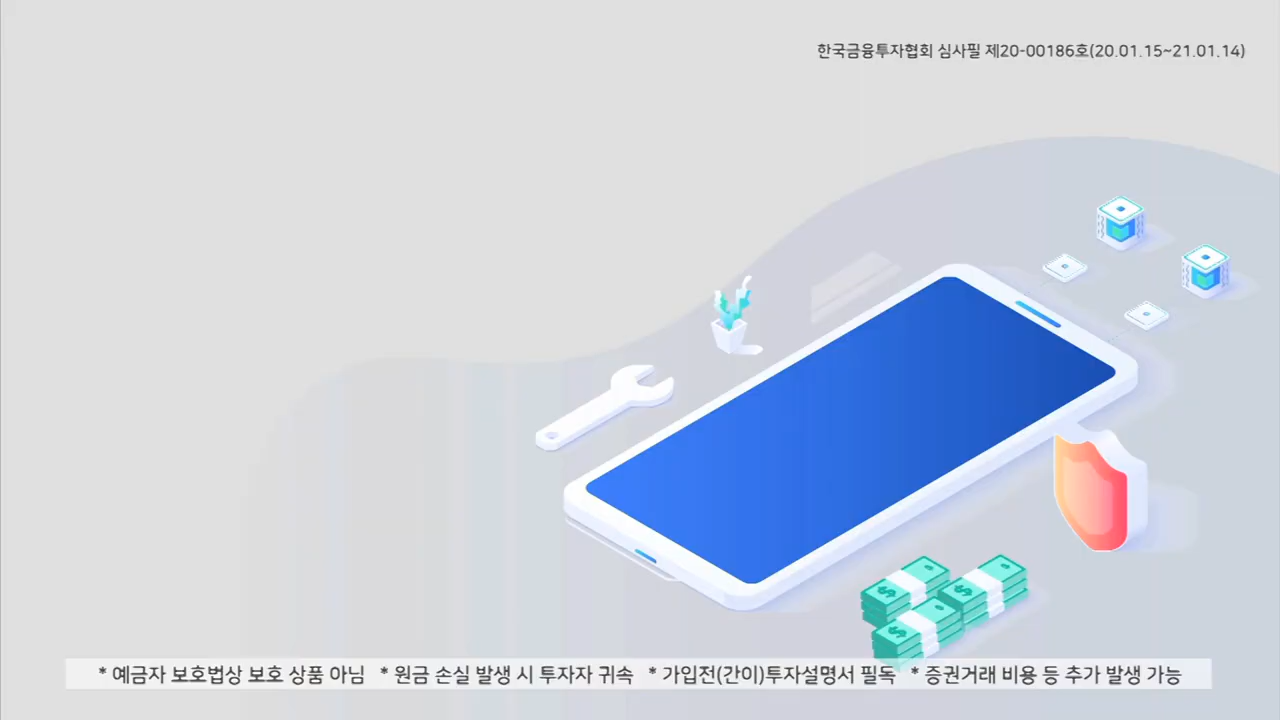 한국금융투자협회 심사필 제20-00186호(20.01.15~21.01.14)
* 예금자 보호법상 보호 상품 아님 * 원금 손실 발생 시 투자자 귀속 * 가입전(간이)투자설명서 필독 * 증권거래 비용 등 추가 발생 가능